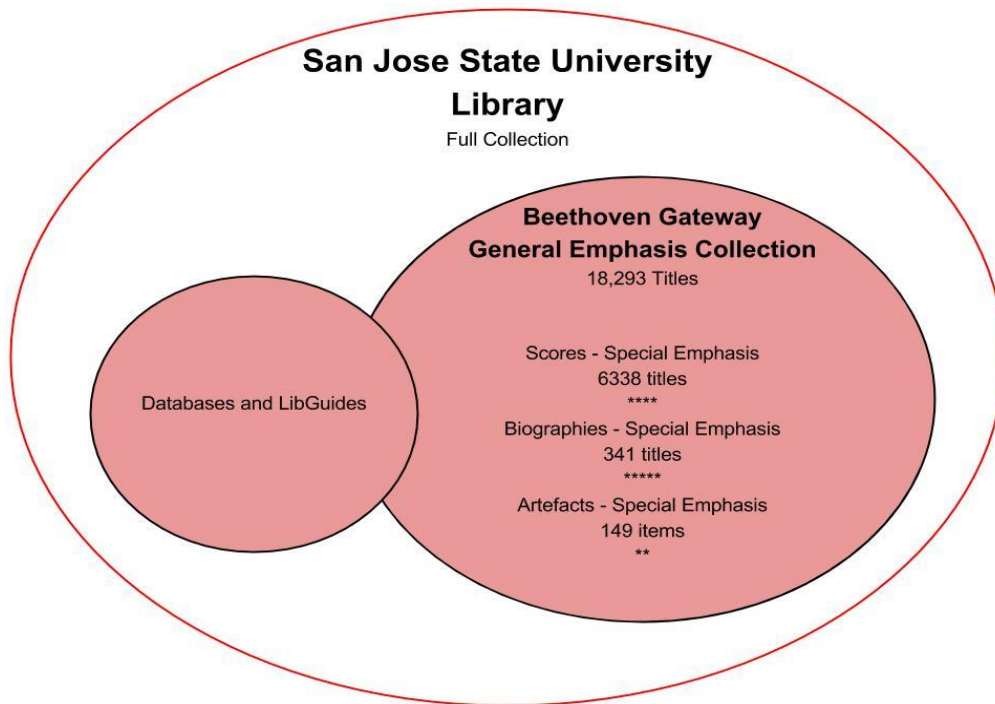 San Jose State University
Library
Full Collection
Beethoven Gateway
General Emphasis Collection
18,293 Titles
Scores - Special Emphasis
6338 titles
****
Biographies - Special Emphasis
341 titles
*****
Artefacts - Special Emphasis
149 items
**
Databases and LibGuides